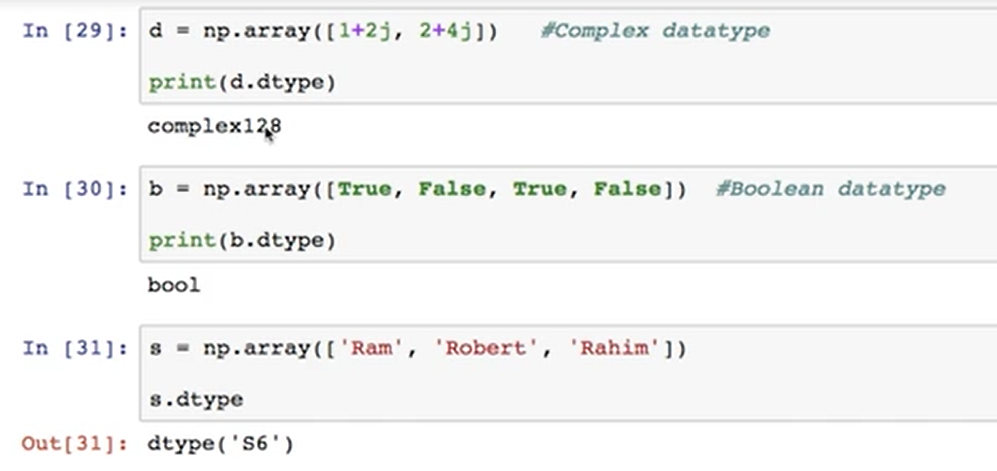 In [29]: d = np.array([1+2j, 2+4j])   #Complex datatype
print(d.dtype)
complex128
In [30]: b = np.array([True, False, True, False])  #Boolean datatype
print(b.dtype)
bool
In [31]: s = np.array(['Ram', 'Robert', 'Rahim'])
s.dtype
Out[31]: dtype('S6')